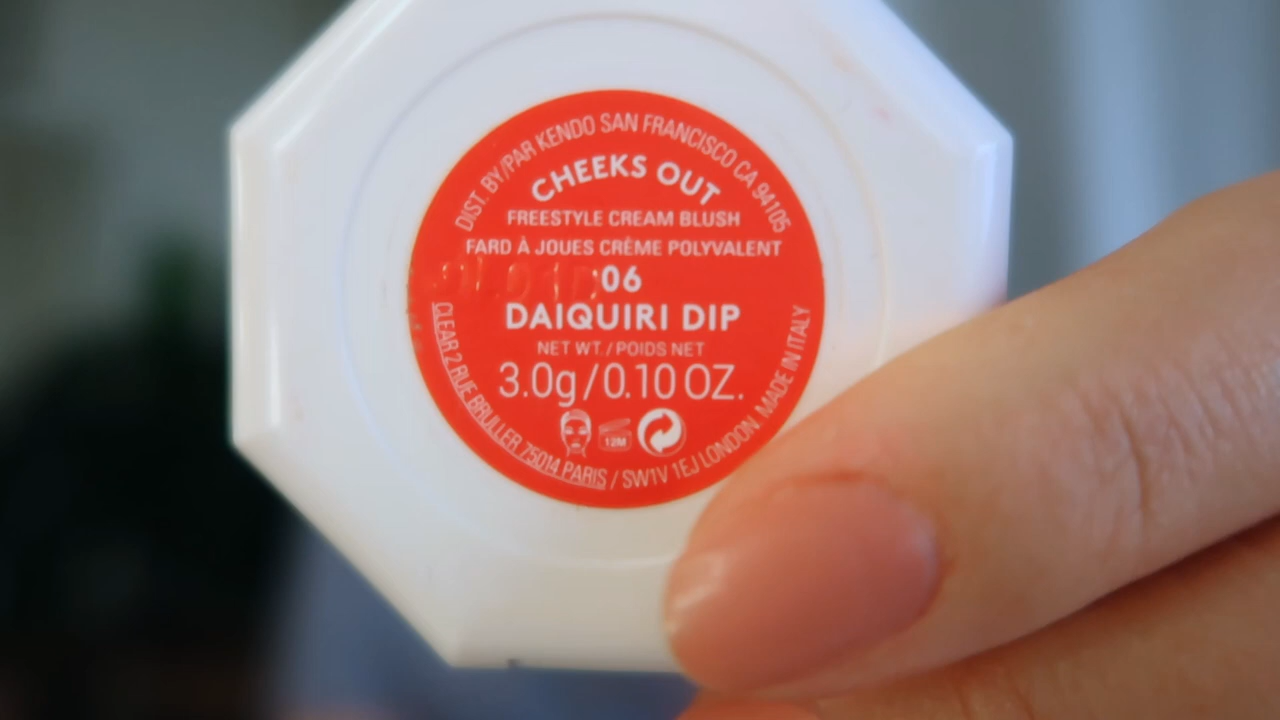 DIST. BY/PAR KENDO SAN FRANCISCO CA 94105
CHEEKS OUT
FREESTYLE CREAM BLUSH
FARD À JOUES CRÈME POLYVALENT
06
DAIQUIRI DIP
NET WT. / POIDS NET
3.0g/0.10 OZ.
12M
CLEAR 2 RUE BRULLER 75014 PARIS / SW1V 1EJ LONDON. MADE IN ITALY